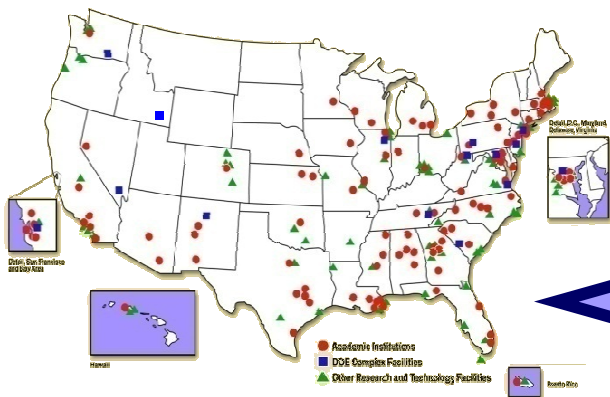 Detail, D.C., Maryland,
Delaware, Virginia
Detail, San Francisco
and Bay Area
Hawaii
Academic Institutions
DOE Complex Facilities
Other Research and Technology Facilities
Puerto Rico